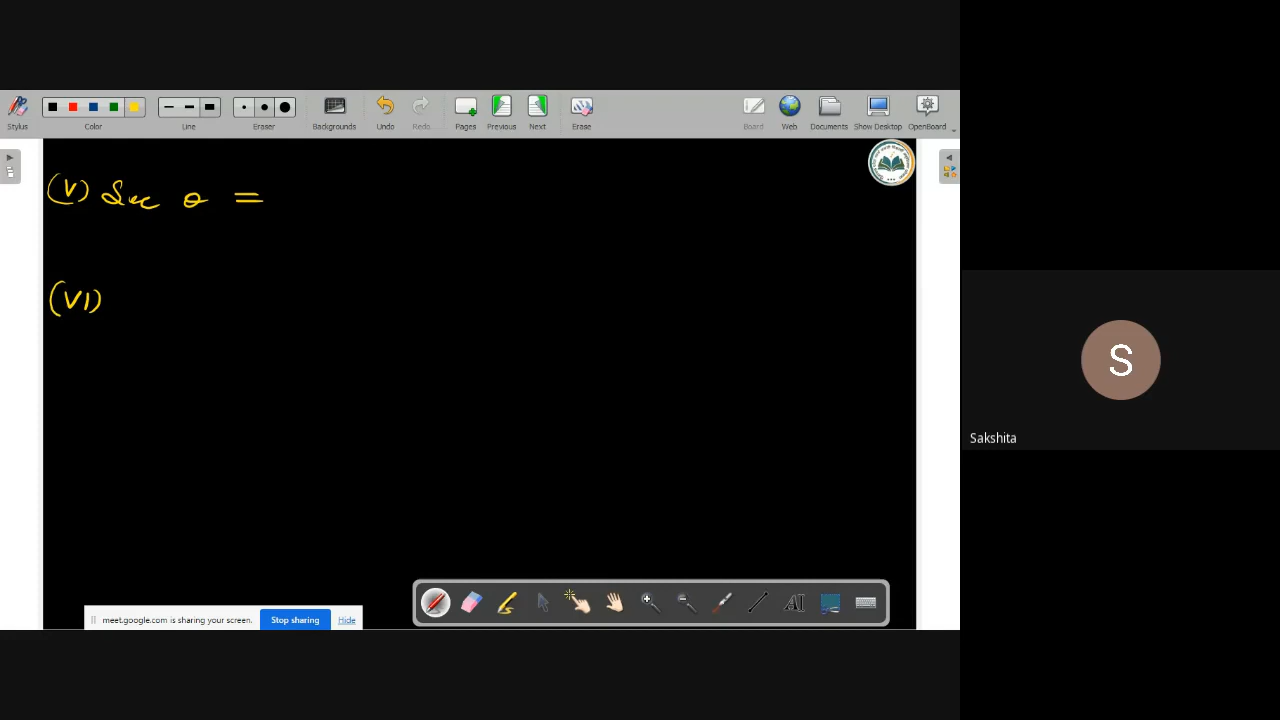 Stylus
Color
Line
Eraser
Backgrounds
Undo
Redo
Pages
Previous
Next
Erase
Board
Web
Documents
Show Desktop
OpenBoard
(V) Sec θ =
(VI)
S
Sakshita
meet.google.com is sharing your screen.
Stop sharing
Hide